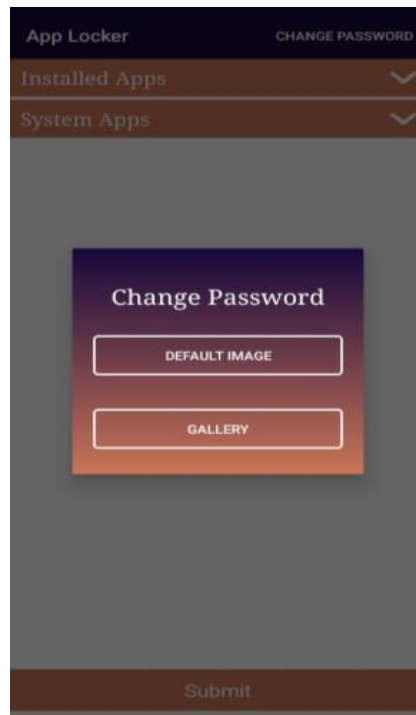 App Locker CHANGE PASSWORD
Installed Apps
System Apps
Change Password
DEFAULT IMAGE
GALLERY
Submit